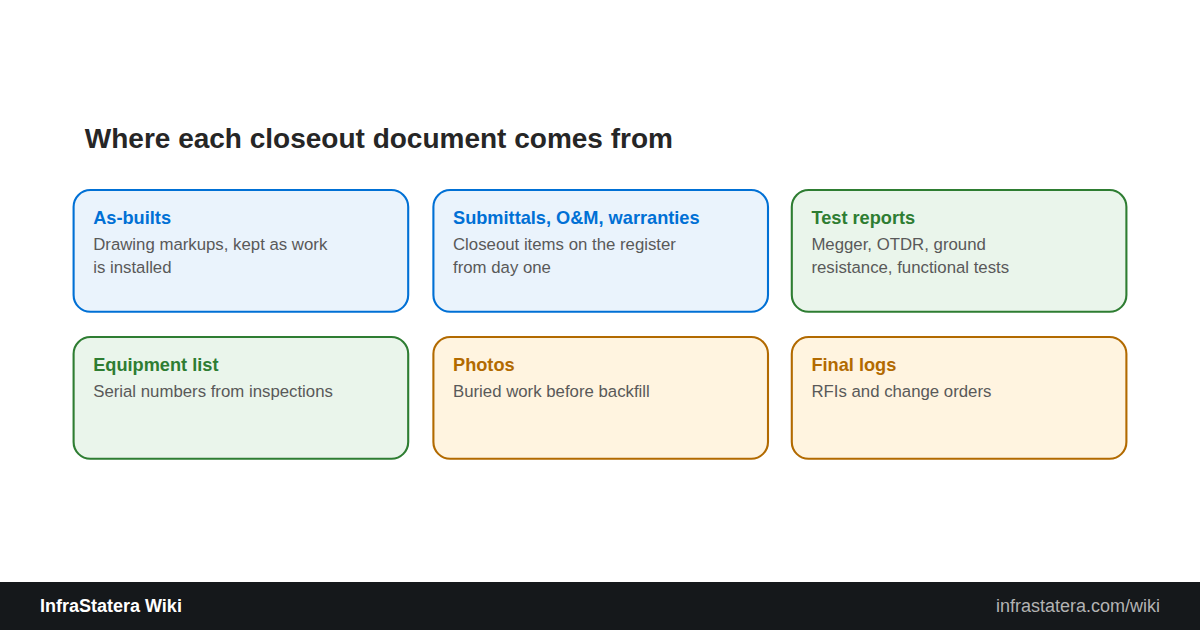 Where each closeout document comes from
As-builts
Drawing markups, kept as work
is installed
Submittals, O&M, warranties
Closeout items on the register
from day one
Test reports
Megger, OTDR, ground
resistance, functional tests
Equipment list
Serial numbers from inspections
Photos
Buried work before backfill
Final logs
RFIs and change orders
InfraStatera Wiki
infrastatera.com/wiki